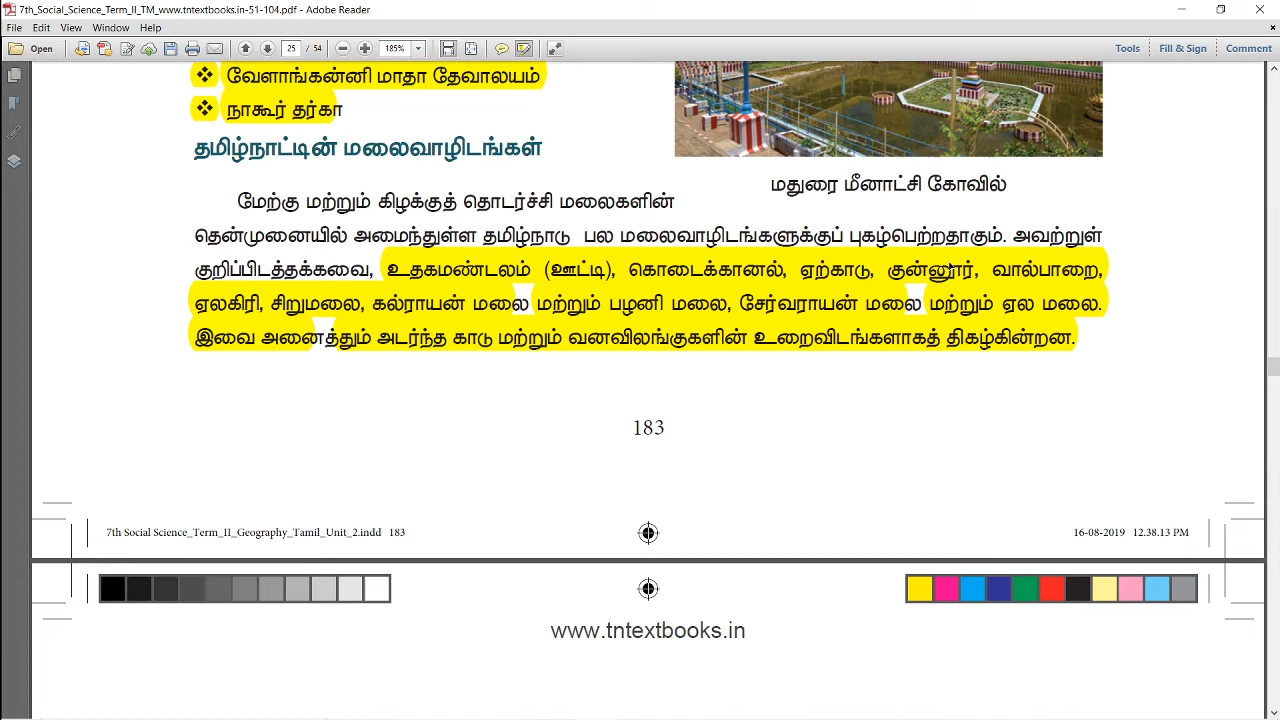 7th_Social_Science_Term_II_TM_www.tntextbooks.in-51-104.pdf - Adobe Reader
File Edit View Window Help
Open 25 / 54 185% Tools Fill & Sign Comment
❖ வேளாங்கன்னி மாதா தேவாலயம்
❖ நாகூர் தர்கா
தமிழ்நாட்டின் மலைவாழிடங்கள்
மதுரை மீனாட்சி கோவில்
மேற்கு மற்றும் கிழக்குத் தொடர்ச்சி மலைகளின்
தென்முனையில் அமைந்துள்ள தமிழ்நாடு பல மலைவாழிடங்களுக்குப் புகழ்பெற்றதாகும். அவற்றுள்
குறிப்பிடத்தக்கவை, உதகமண்டலம் (ஊட்டி), கொடைக்கானல், ஏற்காடு, குன்னூர், வால்பாறை,
ஏலகிரி, சிறுமலை, கல்ராயன் மலை மற்றும் பழனி மலை, சேர்வராயன் மலை மற்றும் ஏல மலை.
இவை அனைத்தும் அடர்ந்த காடு மற்றும் வனவிலங்குகளின் உறைவிடங்களாகத் திகழ்கின்றன.
183
7th Social Science_Term_II_Geography_Tamil_Unit_2.indd 183
16-08-2019 12.38.13 PM
www.tntextbooks.in